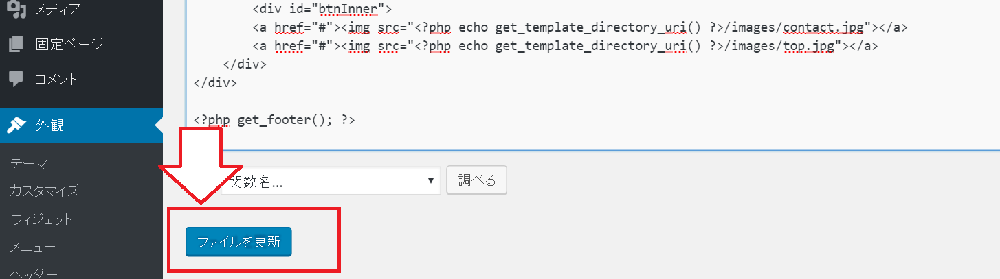 メディア
固定ページ
コメント
外観
テーマ
カスタマイズ
ウィジェット
メニュー
ヘッダー
<div id="btnInner">
<a href="#"><img src="<?php echo get_template_directory_uri() ?>/images/contact.jpg"></a>
<a href="#"><img src="<?php echo get_template_directory_uri() ?>/images/top.jpg"></a>
</div>
</div>
<?php get_footer(); ?>
関数名... 調べる
ファイルを更新